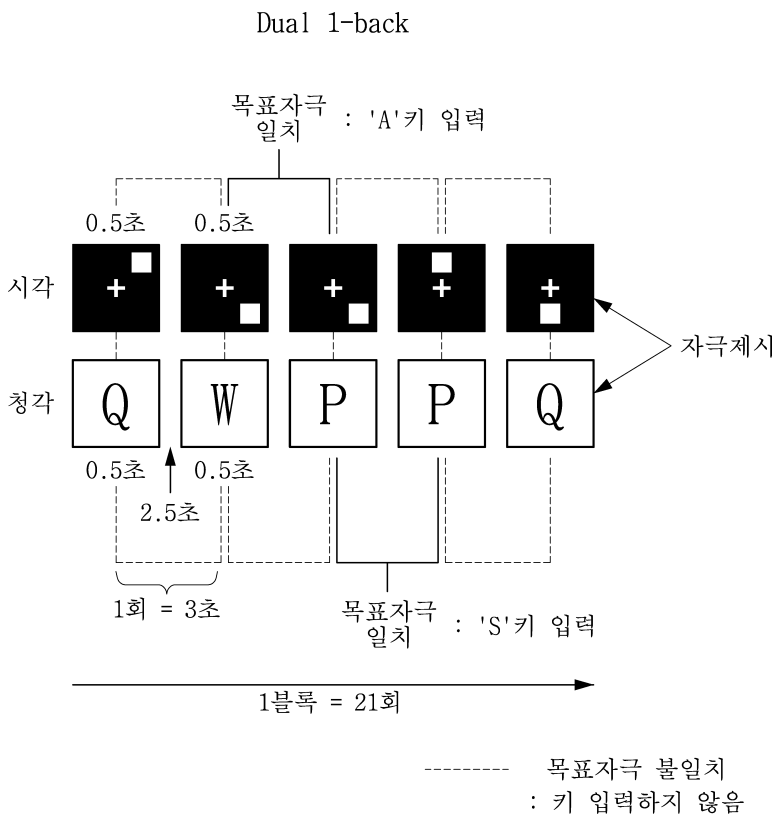 Dual 1-back
목표자극
일치
: 'A'키 입력
0.5초
0.5초
시각
자극제시
청각
Q
W
P
P
Q
0.5초
0.5초
2.5초
1회 = 3초
목표자극
일치
: 'S'키 입력
1블록 = 21회
목표자극 불일치
: 키 입력하지 않음